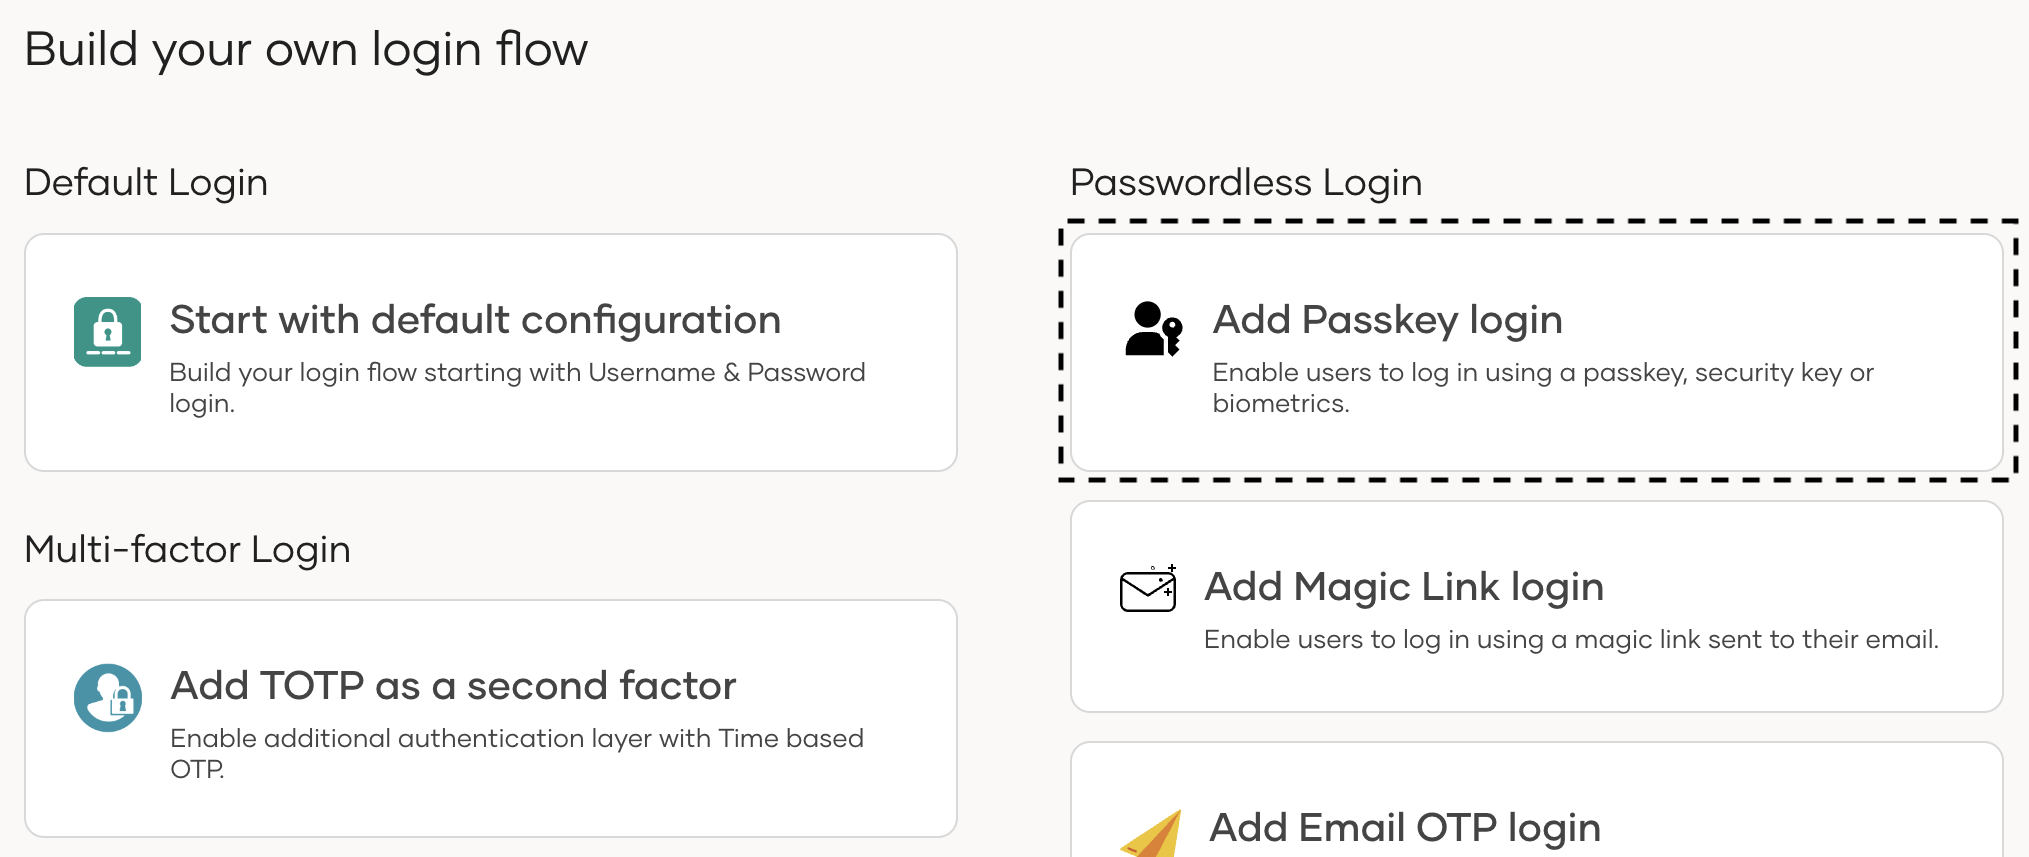 Build your own login flow
Default Login
Start with default configuration
Build your login flow starting with Username & Password
login.
Multi-factor Login
Add TOTP as a second factor
Enable additional authentication layer with Time based
OTP.
Passwordless Login
Add Passkey login
Enable users to log in using a passkey, security key or
biometrics.
Add Magic Link login
Enable users to log in using a magic link sent to their email.
Add Email OTP login